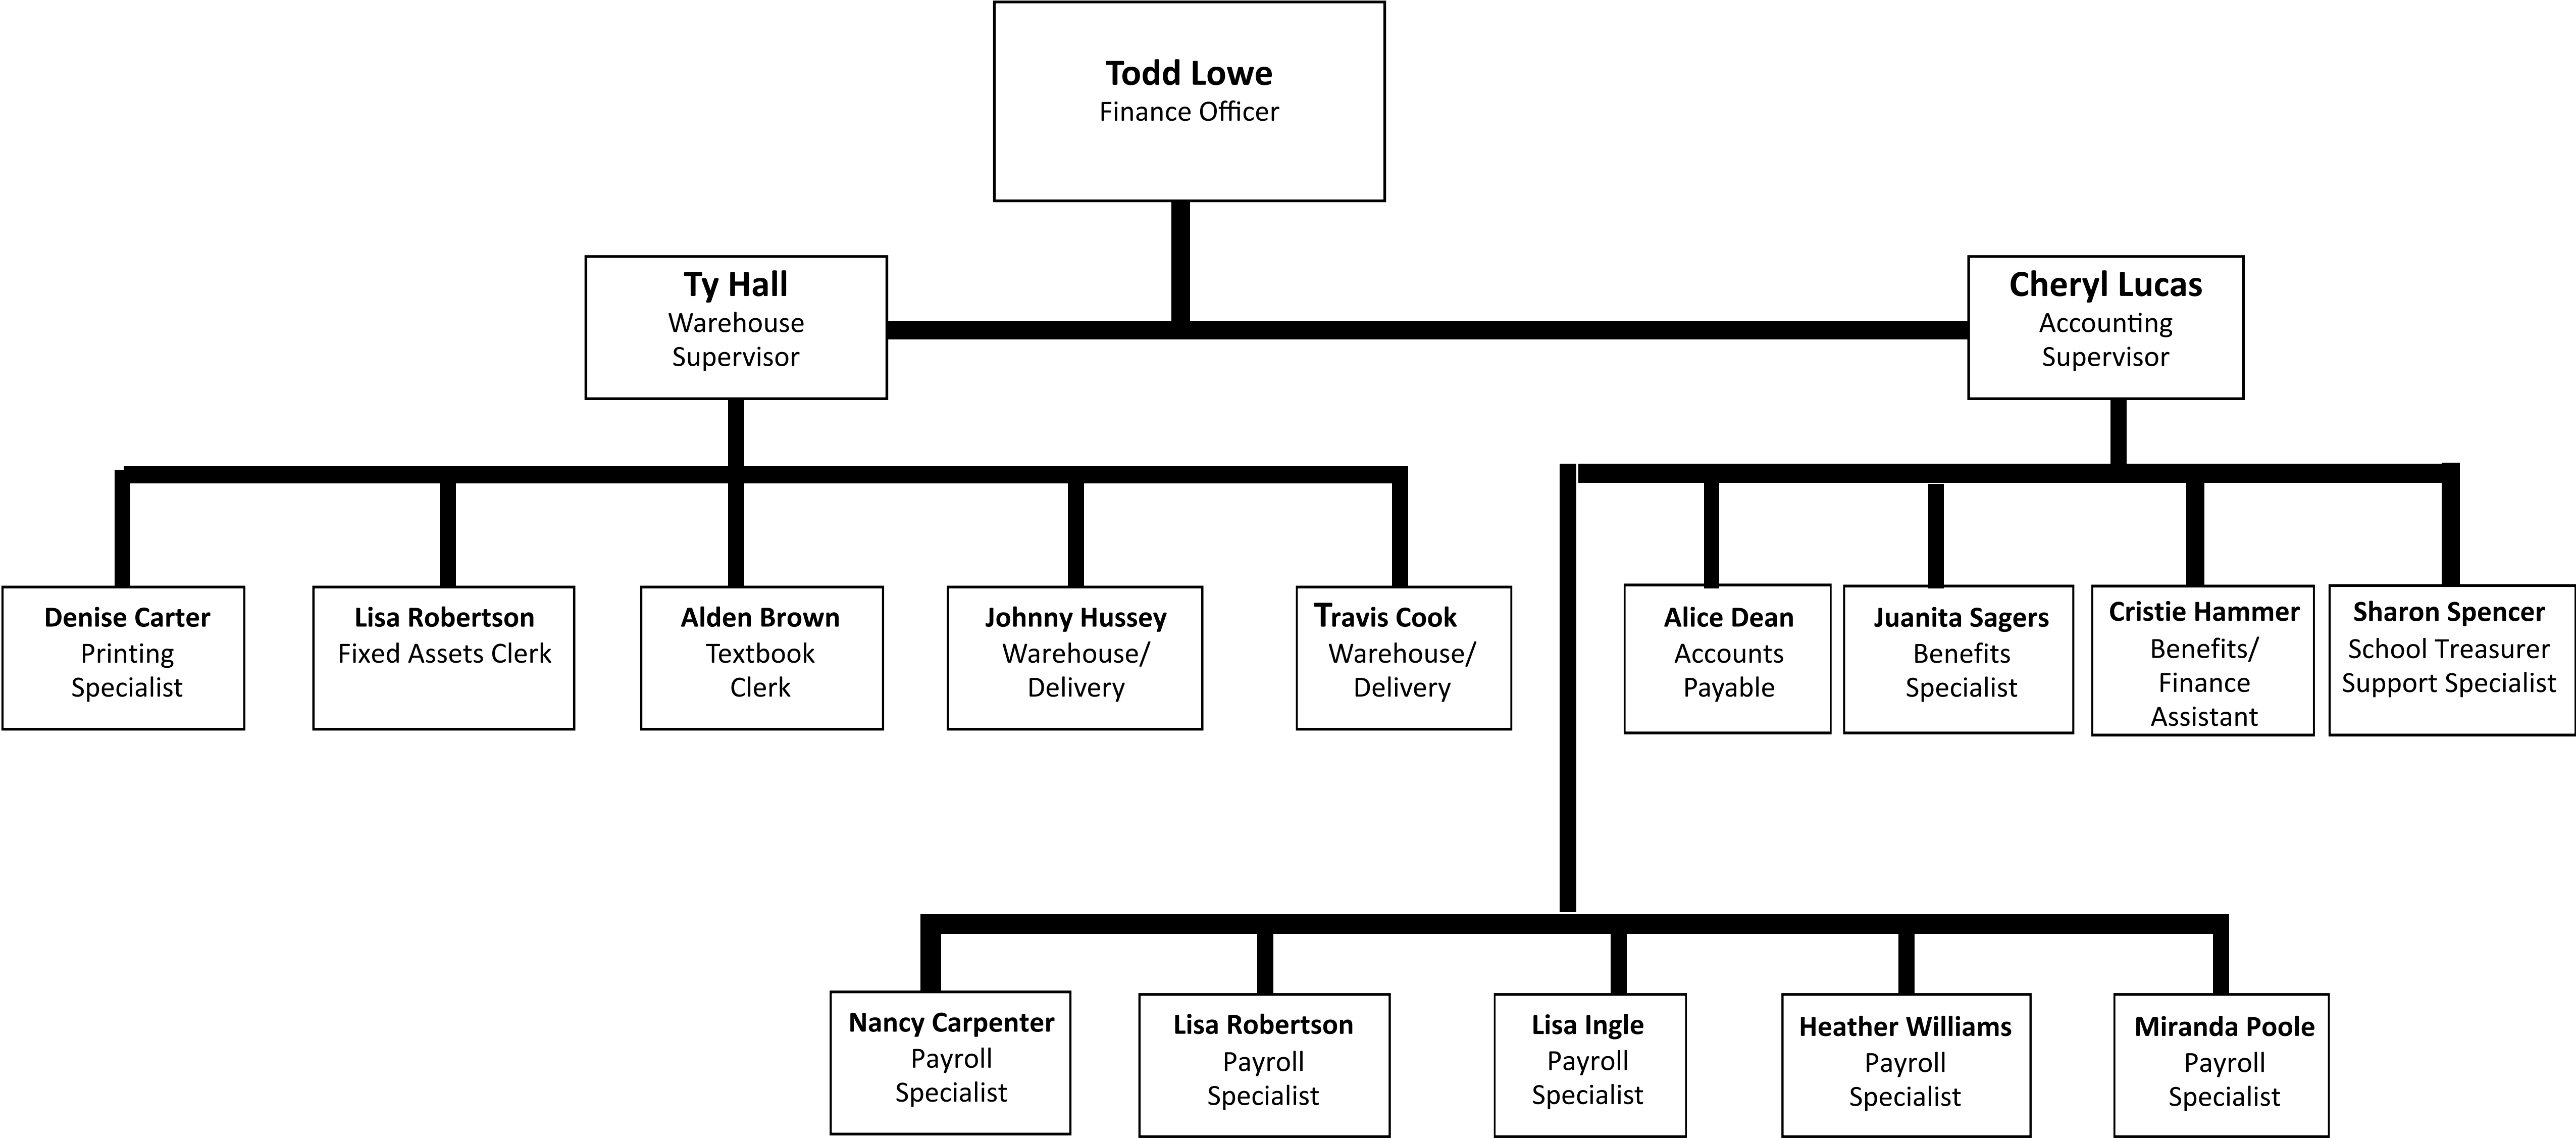 Todd Lowe
Finance Officer
Ty Hall
Warehouse
Supervisor
Cheryl Lucas
Accounting
Supervisor
Denise Carter
Printing
Specialist
Lisa Robertson
Fixed Assets Clerk
Alden Brown
Textbook
Clerk
Johnny Hussey
Warehouse/
Delivery
Travis Cook
Warehouse/
Delivery
Alice Dean
Accounts
Payable
Juanita Sagers
Benefits
Specialist
Cristie Hammer
Benefits/
Finance
Assistant
Sharon Spencer
School Treasurer
Support Specialist
Nancy Carpenter
Payroll
Specialist
Lisa Robertson
Payroll
Specialist
Lisa Ingle
Payroll
Specialist
Heather Williams
Payroll
Specialist
Miranda Poole
Payroll
Specialist